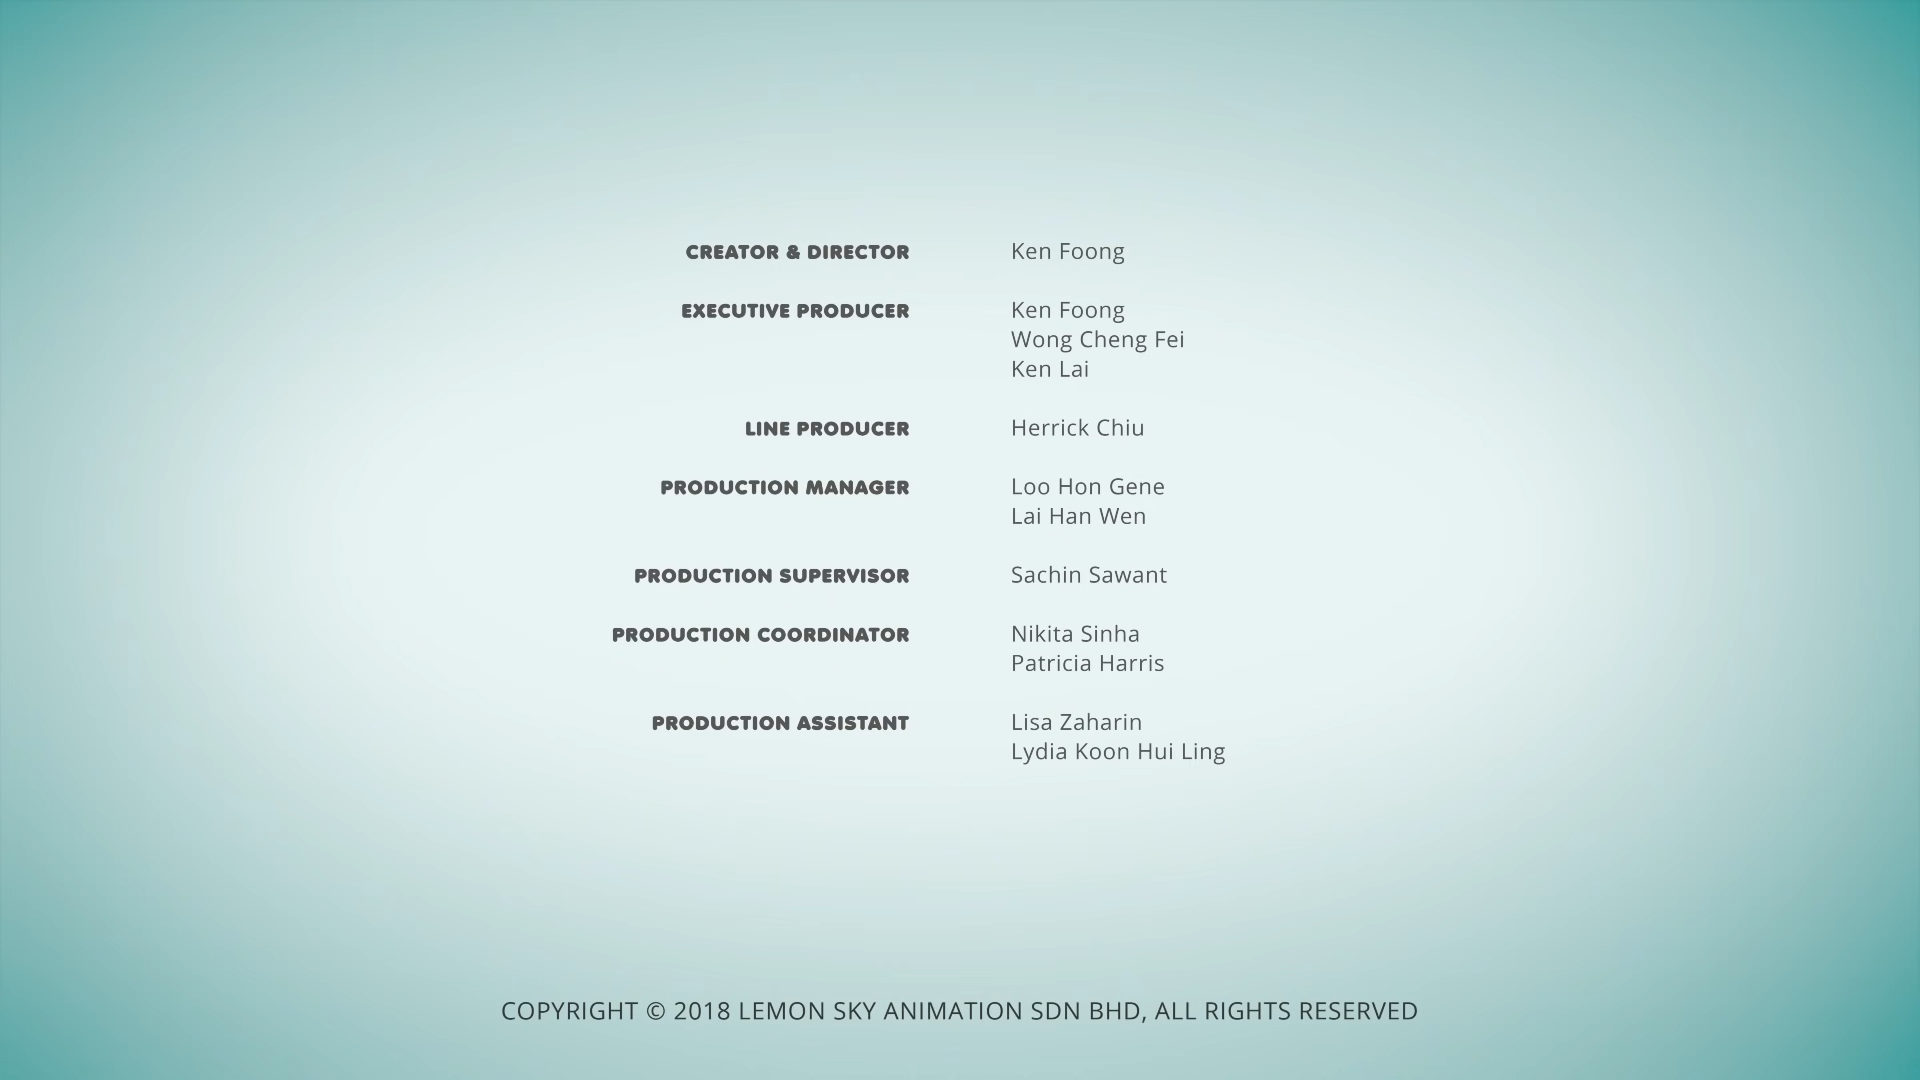 CREATOR & DIRECTOR Ken Foong
EXECUTIVE PRODUCER Ken Foong
Wong Cheng Fei
Ken Lai
LINE PRODUCER Herrick Chiu
PRODUCTION MANAGER Loo Hon Gene
Lai Han Wen
PRODUCTION SUPERVISOR Sachin Sawant
PRODUCTION COORDINATOR Nikita Sinha
Patricia Harris
PRODUCTION ASSISTANT Lisa Zaharin
Lydia Koon Hui Ling
COPYRIGHT © 2018 LEMON SKY ANIMATION SDN BHD, ALL RIGHTS RESERVED